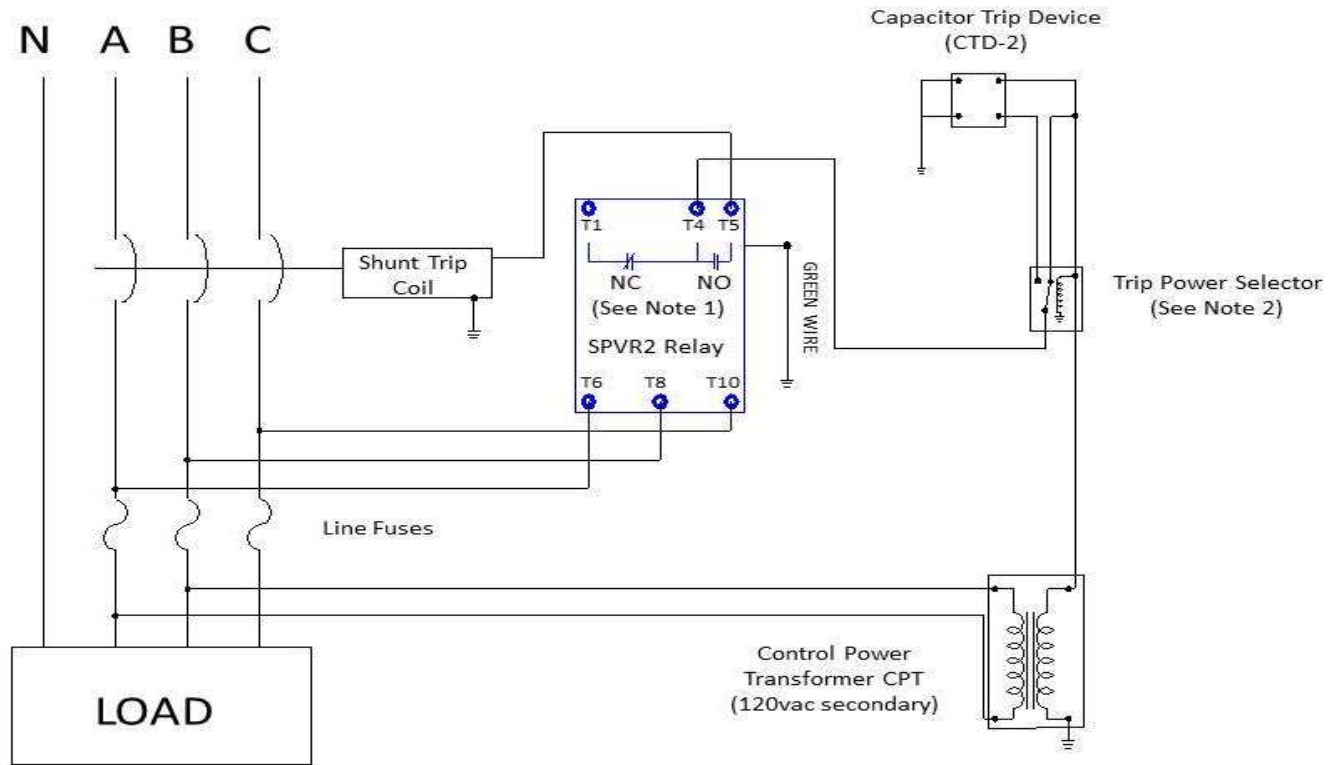 Capacitor Trip Device
(CTD-2)
N A B C
T1 T4 T5
Shunt Trip
Coil
NC NO
(See Note 1)
SPVR2 Relay
GREEN WIRE
Trip Power Selector
(See Note 2)
T6 T8 T10
Line Fuses
Control Power
Transformer CPT
(120vac secondary)
LOAD